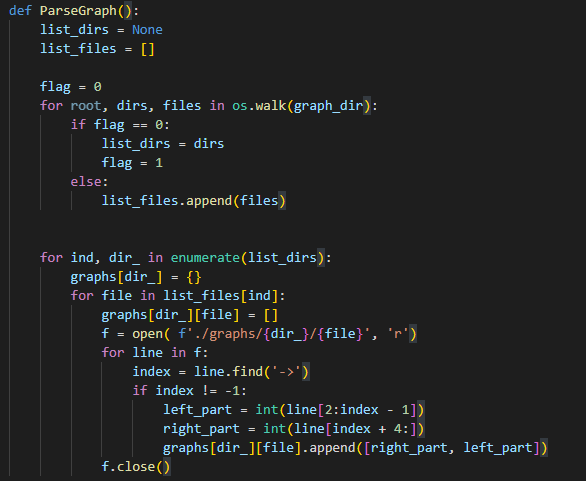 def ParseGraph():
    list_dirs = None
    list_files = []

    flag = 0
    for root, dirs, files in os.walk(graph_dir):
        if flag == 0:
            list_dirs = dirs
            flag = 1
        else:
            list_files.append(files)


    for ind, dir_ in enumerate(list_dirs):
        graphs[dir_] = {}
        for file in list_files[ind]:
            graphs[dir_][file] = []
            f = open( f'./graphs/{dir_}/{file}', 'r')
            for line in f:
                index = line.find('->')
                if index != -1:
                    left_part = int(line[2:index - 1])
                    right_part = int(line[index + 4:])
                    graphs[dir_][file].append([right_part, left_part])
            f.close()